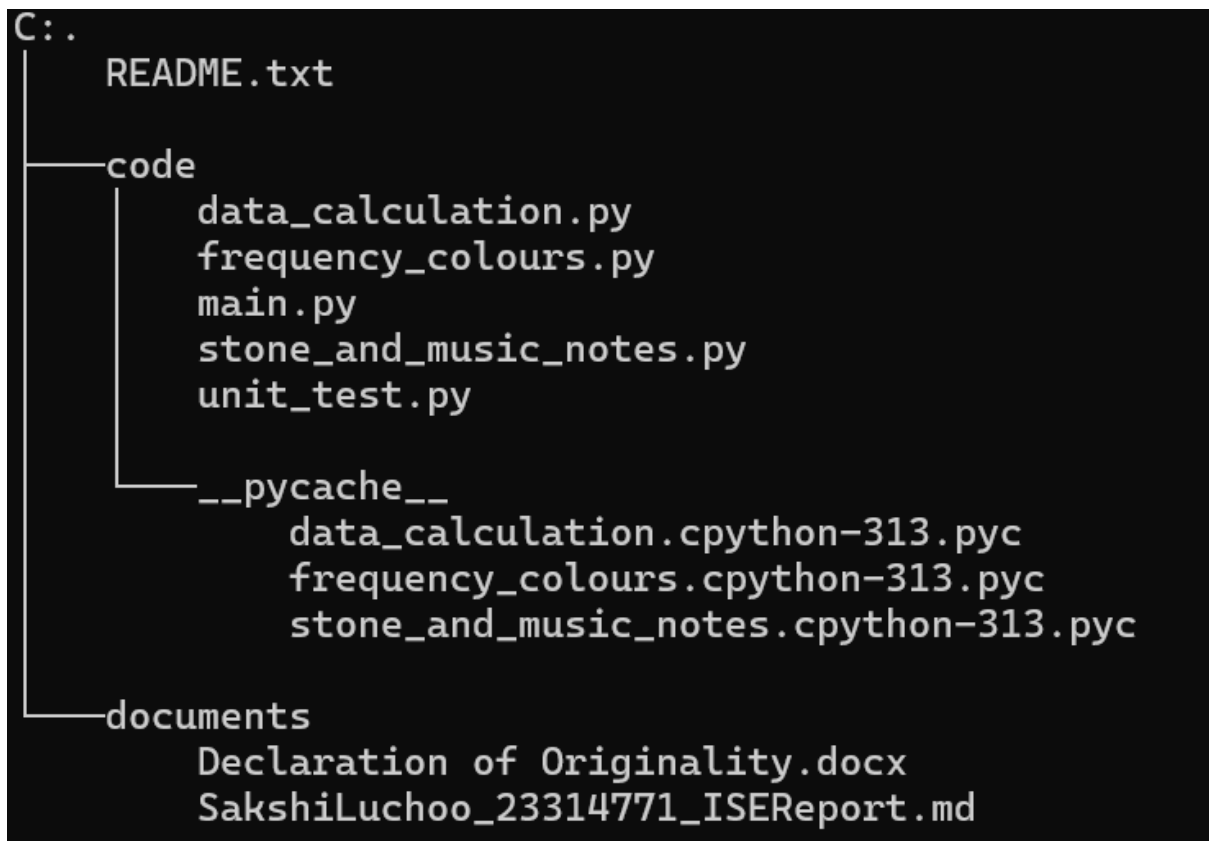 C:.
README.txt
code
data_calculation.py
frequency_colours.py
main.py
stone_and_music_notes.py
unit_test.py
__pycache__
data_calculation.cpython-313.pyc
frequency_colours.cpython-313.pyc
stone_and_music_notes.cpython-313.pyc
documents
Declaration of Originality.docx
SakshiLuchoo_23314771_ISEReport.md